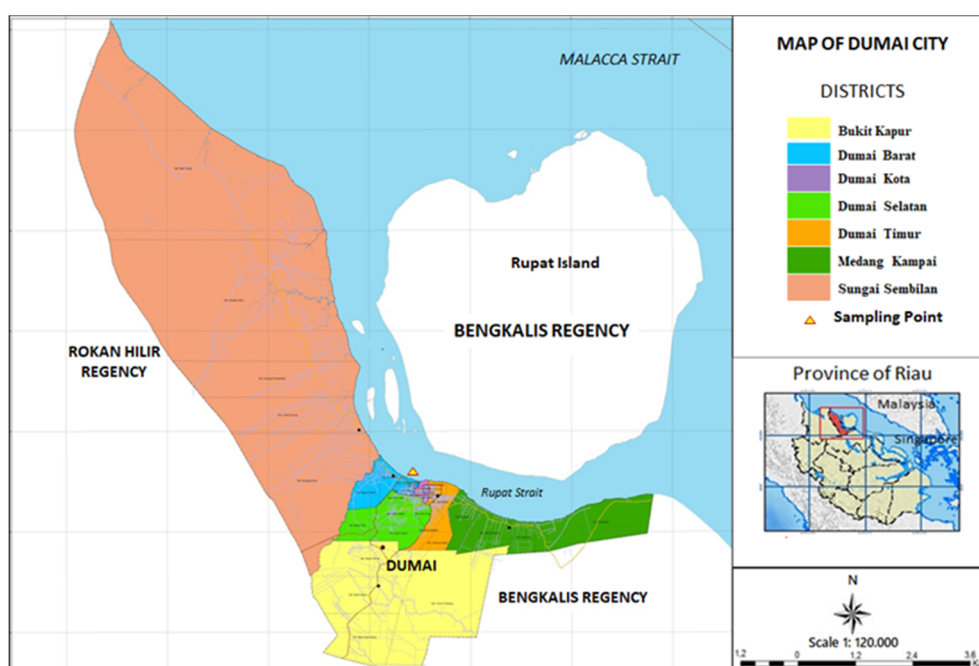 MALACCA STRAIT
Rupat Island
BENGKALIS REGENCY
ROKAN HILIR
REGENCY
Rupat Strait
DUMAI
BENGKALIS REGENCY
MAP OF DUMAI CITY
DISTRICTS
Bukit Kapur
Dumai Barat
Dumai Kota
Dumai Selatan
Dumai Timur
Medang Kampai
Sungai Sembilan
Sampling Point
Province of Riau
Malaysia
Singapore
N
Scale 1: 120.000
1.2 0 1.2 2.4 3.6